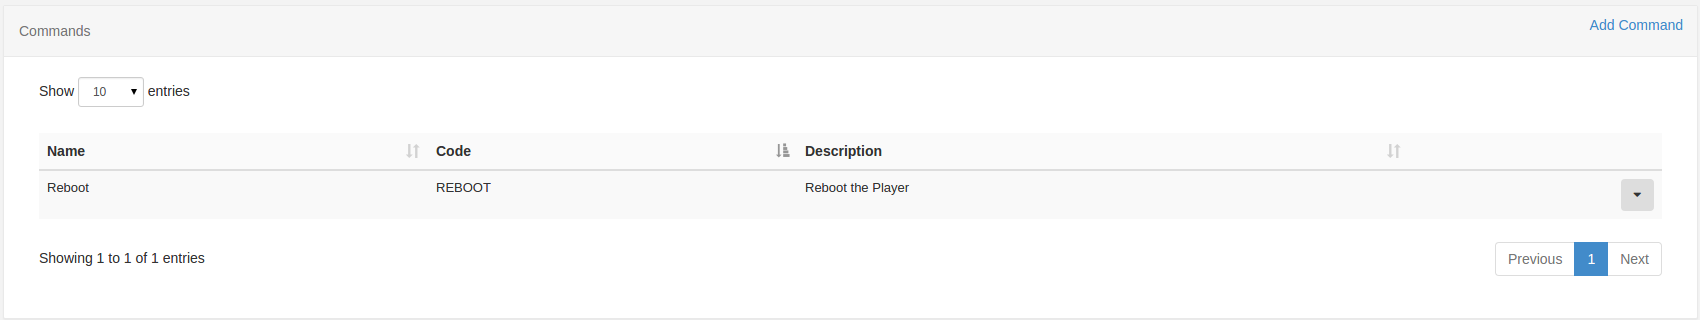 Commands
Add Command
Show 10 entries
Name Code Description
Reboot REBOOT Reboot the Player
Showing 1 to 1 of 1 entries
Previous 1 Next